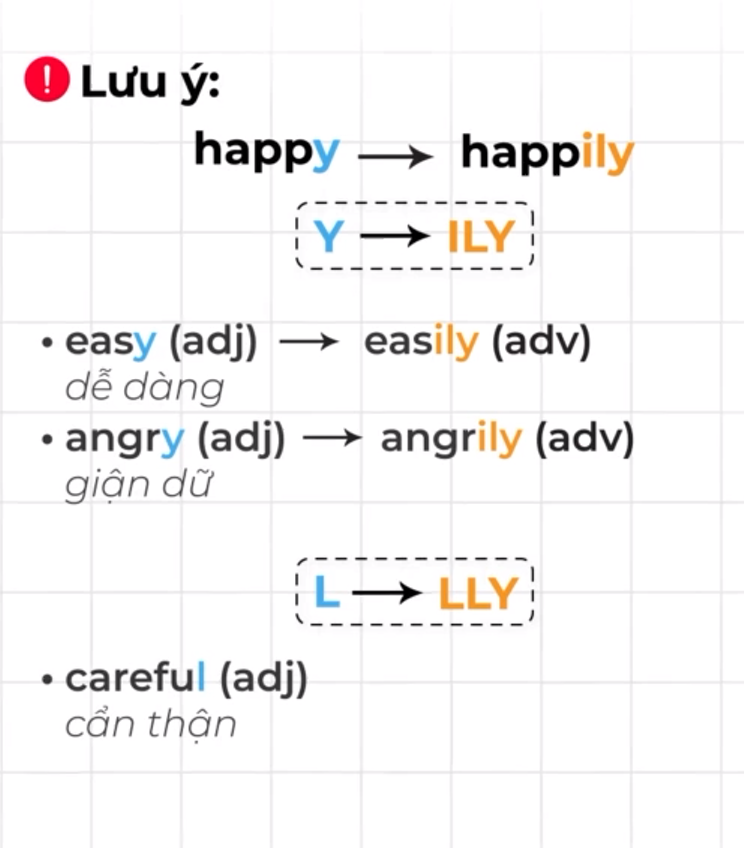 ! Lưu ý:
happy → happily
Y → ILY
• easy (adj) → easily (adv)
dễ dàng
• angry (adj) → angrily (adv)
giận dữ
L → LLY
• careful (adj)
cẩn thận